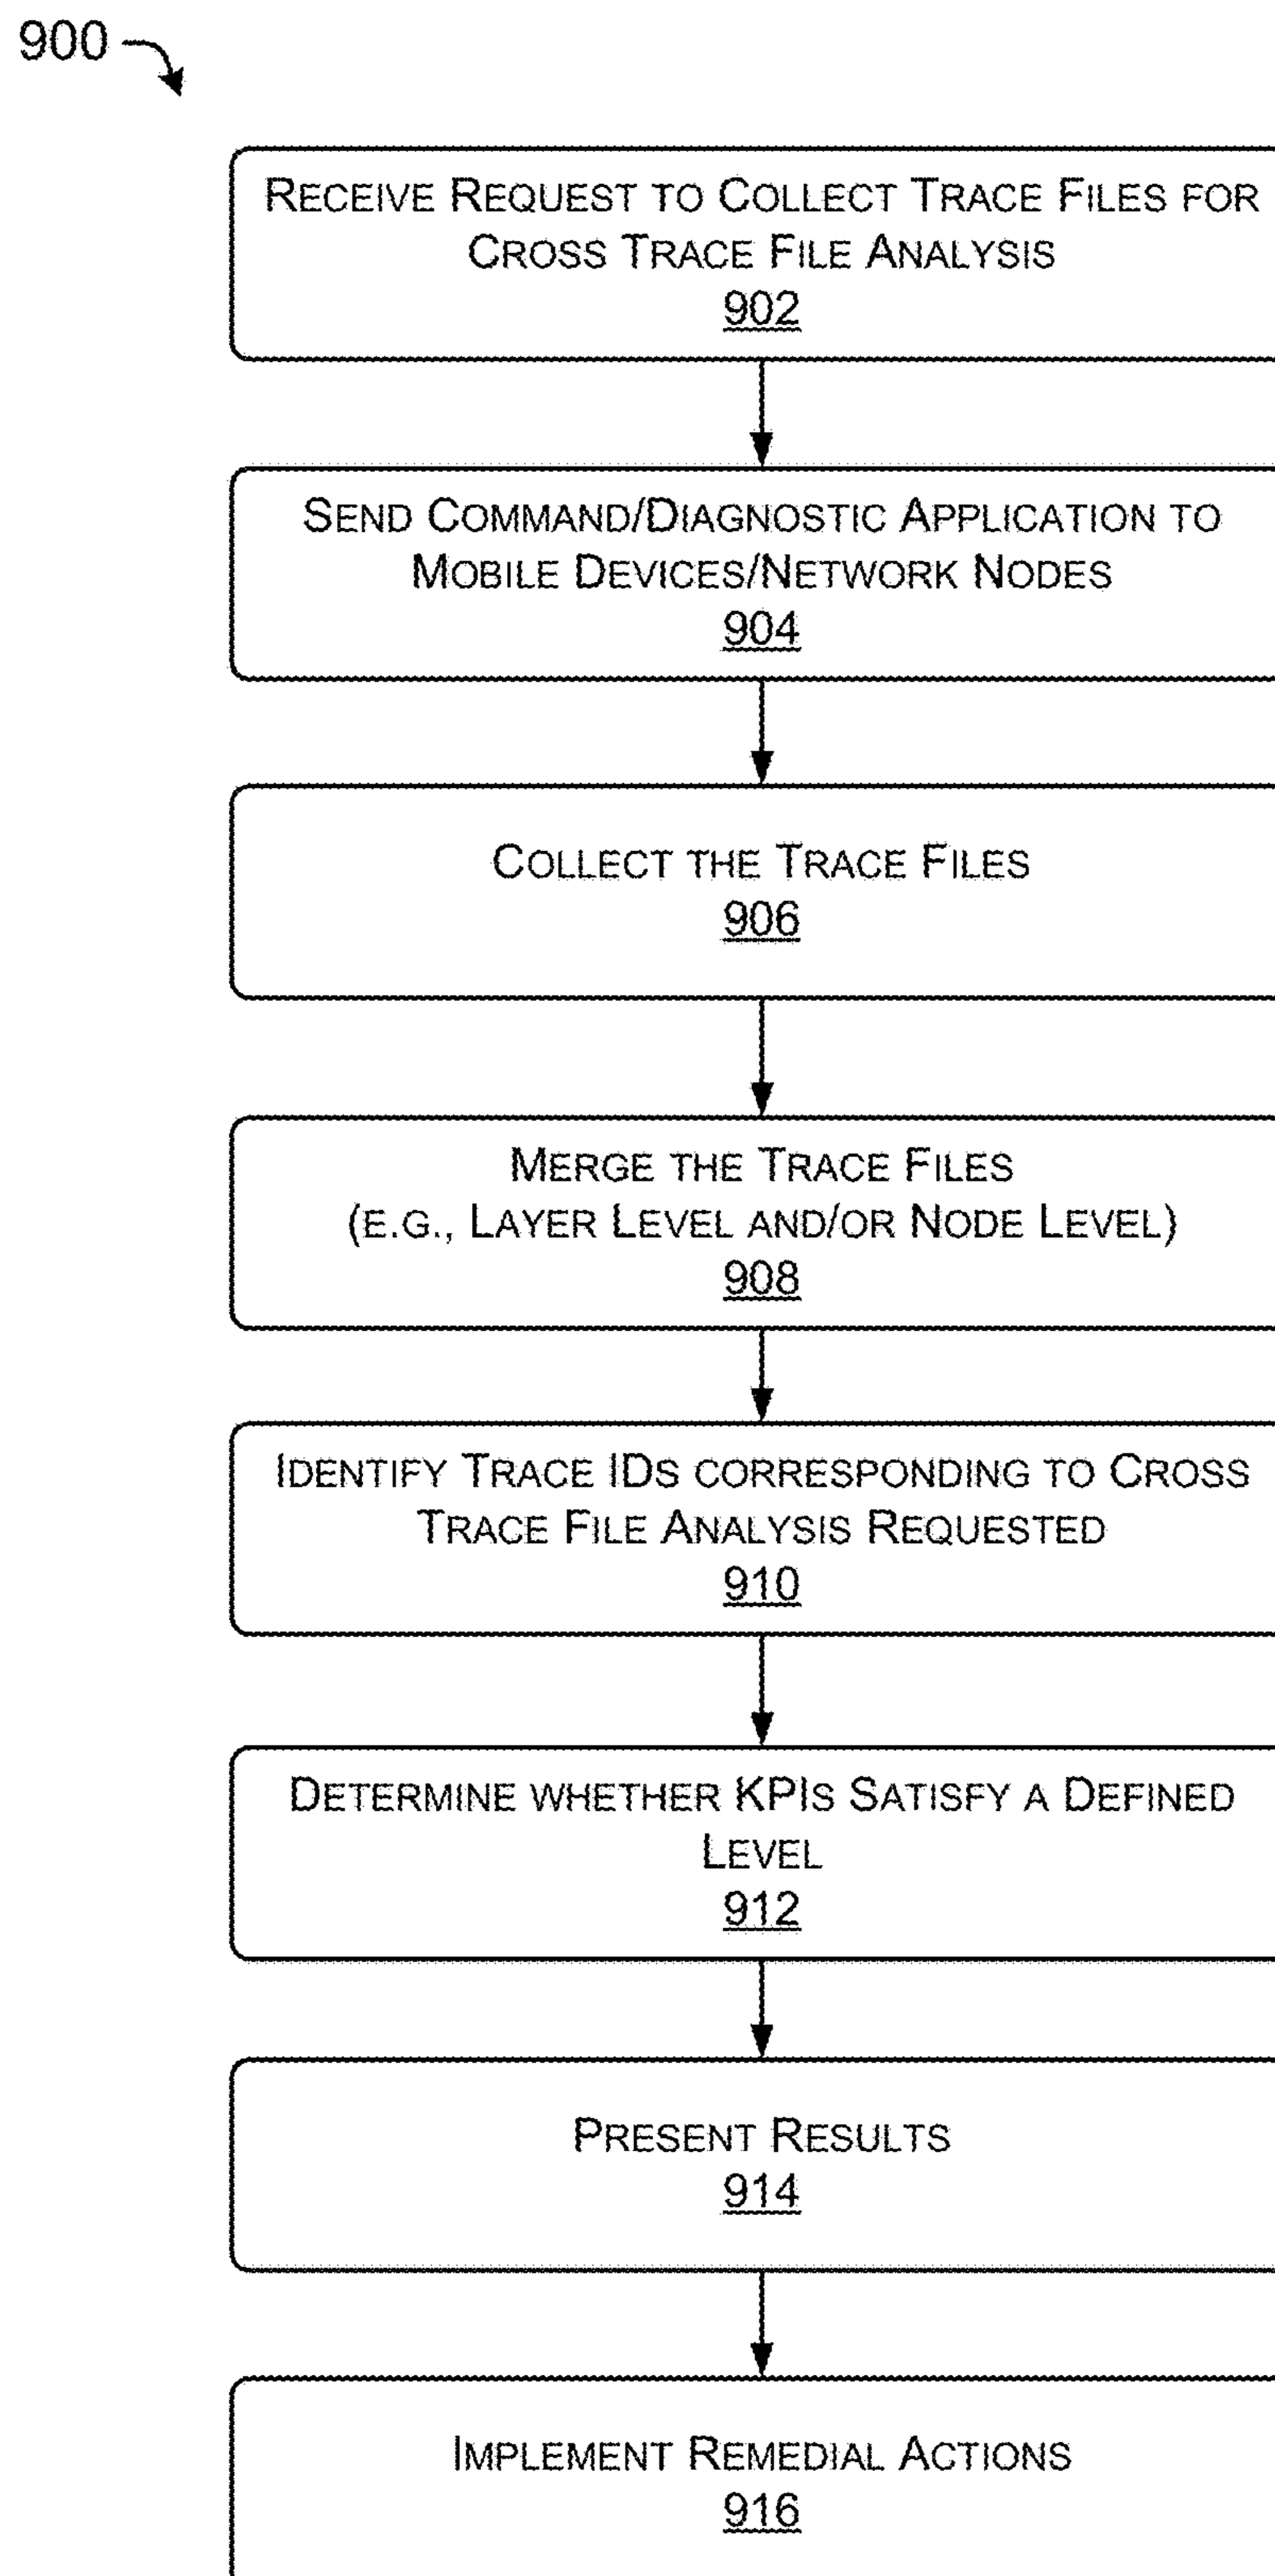 900
RECEIVE REQUEST TO COLLECT TRACE FILES FOR
CROSS TRACE FILE ANALYSIS
902
SEND COMMAND/DIAGNOSTIC APPLICATION TO
MOBILE DEVICES/NETWORK NODES
904
COLLECT THE TRACE FILES
906
MERGE THE TRACE FILES
(E.G., LAYER LEVEL AND/OR NODE LEVEL)
908
IDENTIFY TRACE IDS CORRESPONDING TO CROSS
TRACE FILE ANALYSIS REQUESTED
910
DETERMINE WHETHER KPIS SATISFY A DEFINED
LEVEL
912
PRESENT RESULTS
914
IMPLEMENT REMEDIAL ACTIONS
916